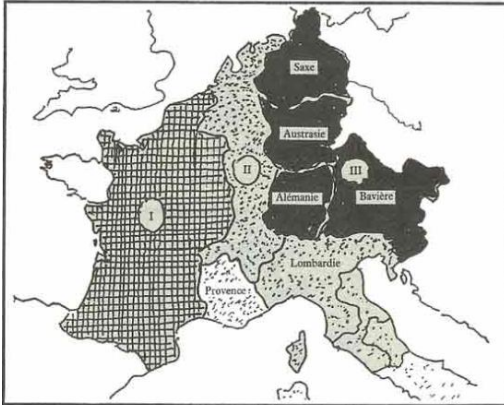 Saxe
Austrasie
II
III
Alémanie
Bavière
I
Lombardie
Provence